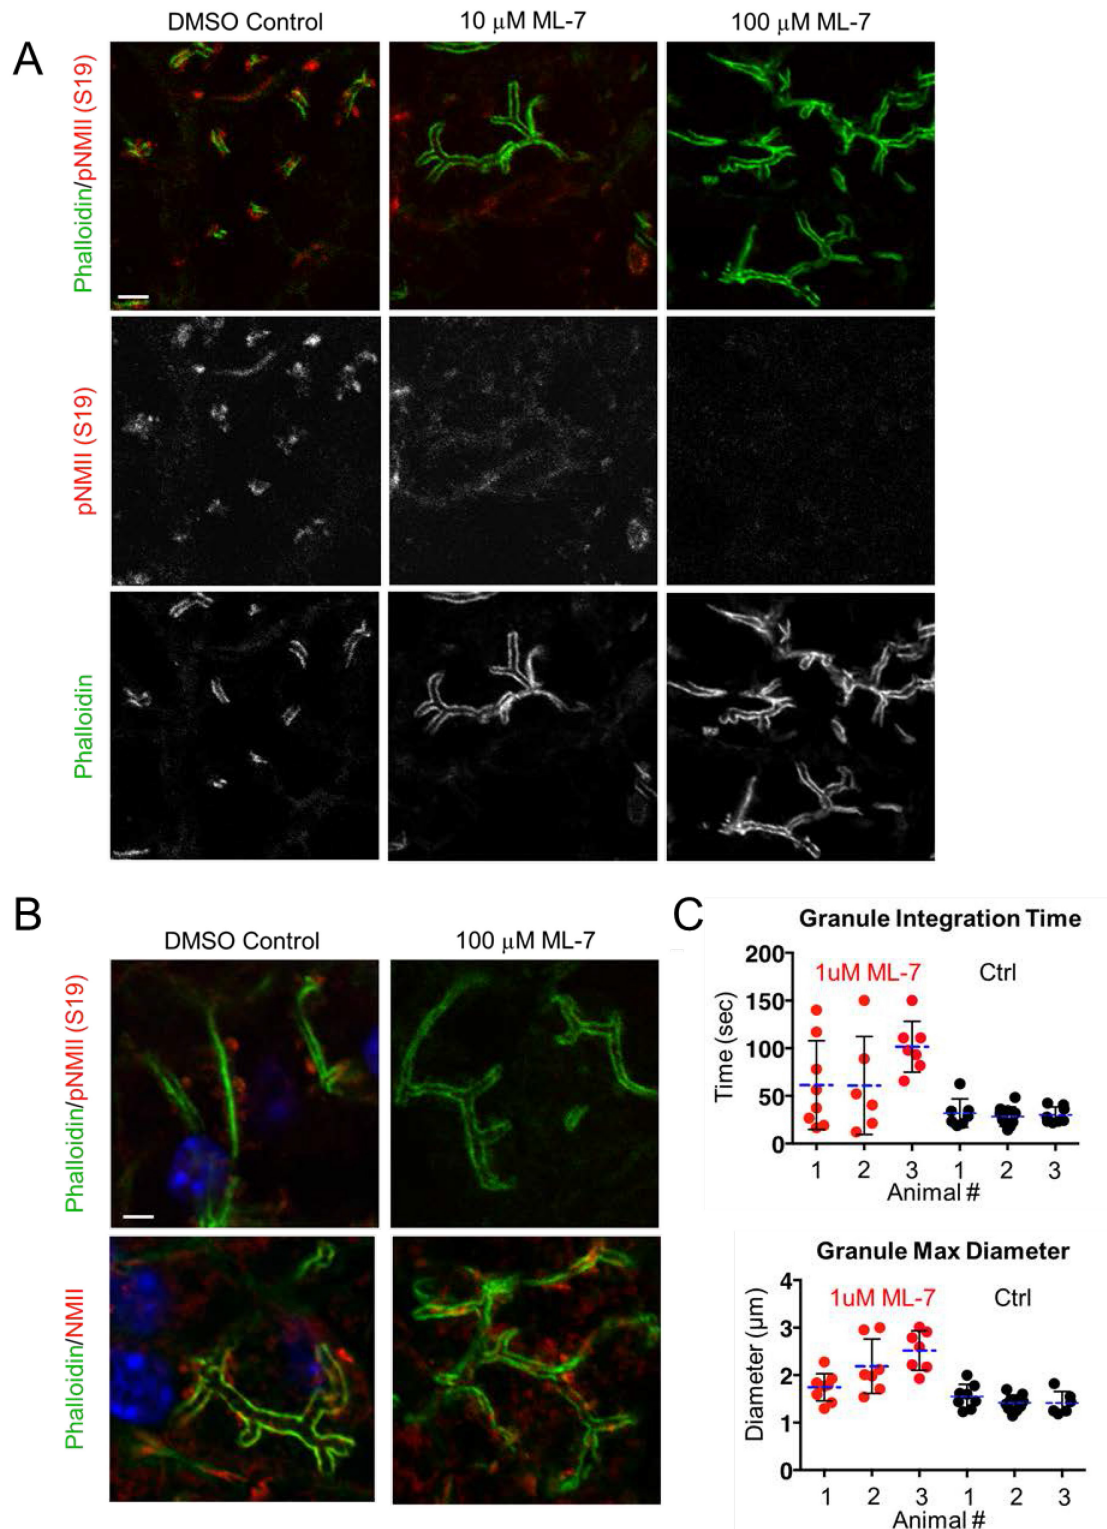 DMSO Control 10 μM ML-7 100 μM ML-7
A
Phalloidin/pNMII (S19)
pNMII (S19)
Phalloidin
B
DMSO Control 100 μM ML-7
Phalloidin/pNMII (S19)
Phalloidin/NMII
C
Granule Integration Time
200
150
100
50
0
Time (sec)
1uM ML-7 Ctrl
1 2 3 1 2 3
Animal #
Granule Max Diameter
4
3
2
1
0
Diameter (μm)
1uM ML-7 Ctrl
1 2 3 1 2 3
Animal #